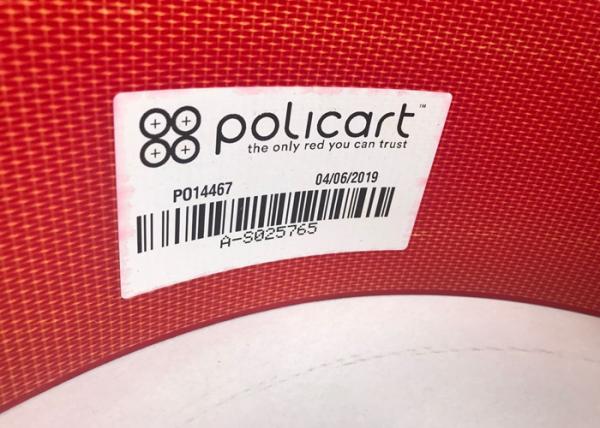 policart™
the only red you can trust
PO14467 04/06/2019
A-S025765